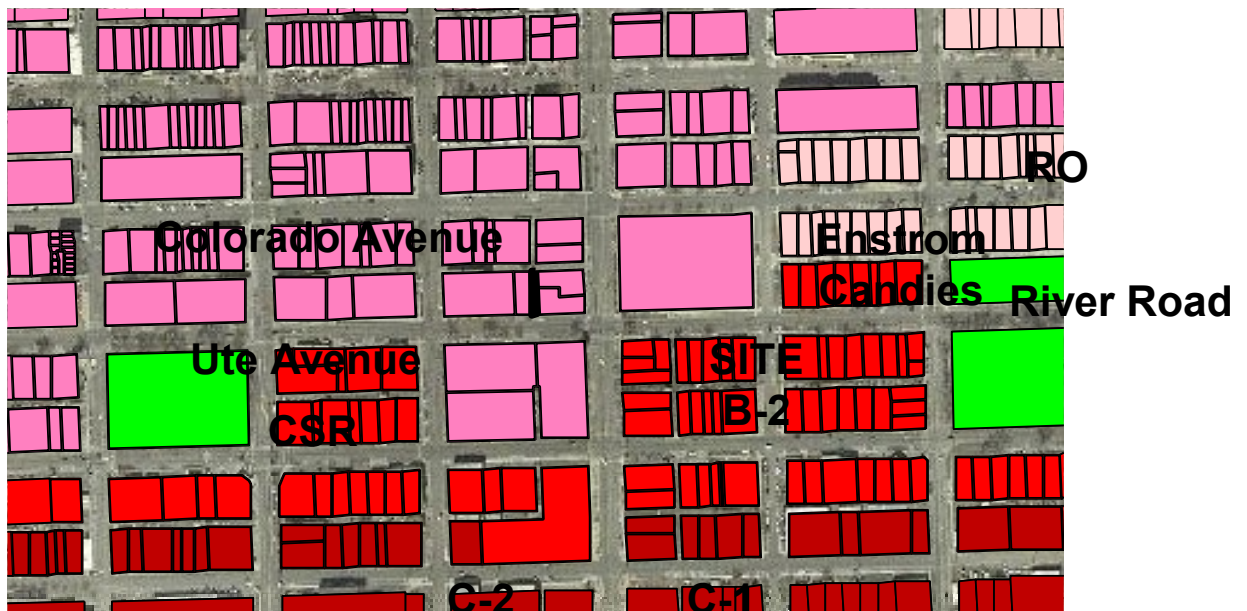 RO
Colorado Avenue
Enstrom
Candies
River Road
Ute Avenue
SITE
B-2
CSR
C-2
C-1